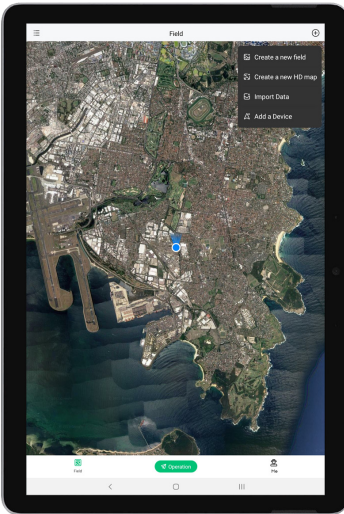 Field
Create a new field
Create a new HD map
Import Data
Add a Device
Field
Operation
Me